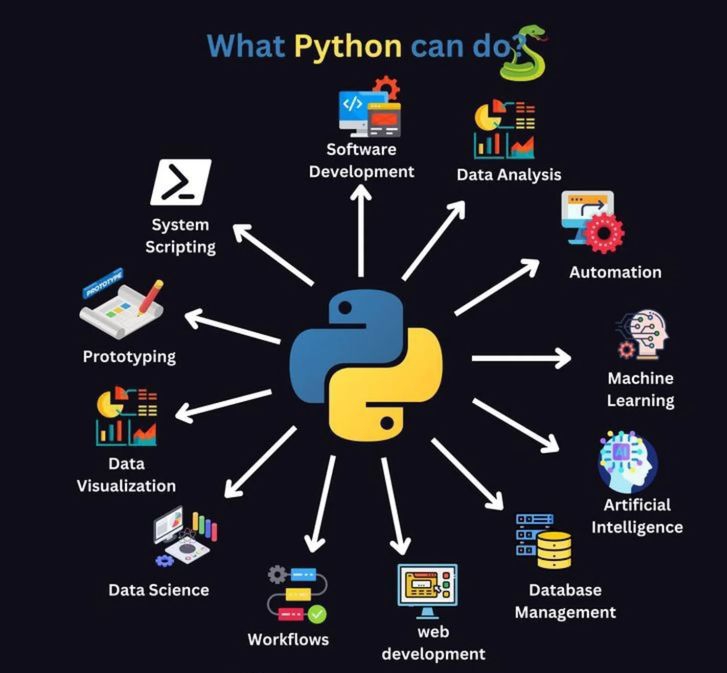 What Python can do?
Software
Development
Data Analysis
Automation
Machine
Learning
AI
Artificial
Intelligence
Database
Management
web
development
Workflows
Data Science
Data
Visualization
PROTOTYPE
Prototyping
System
Scripting